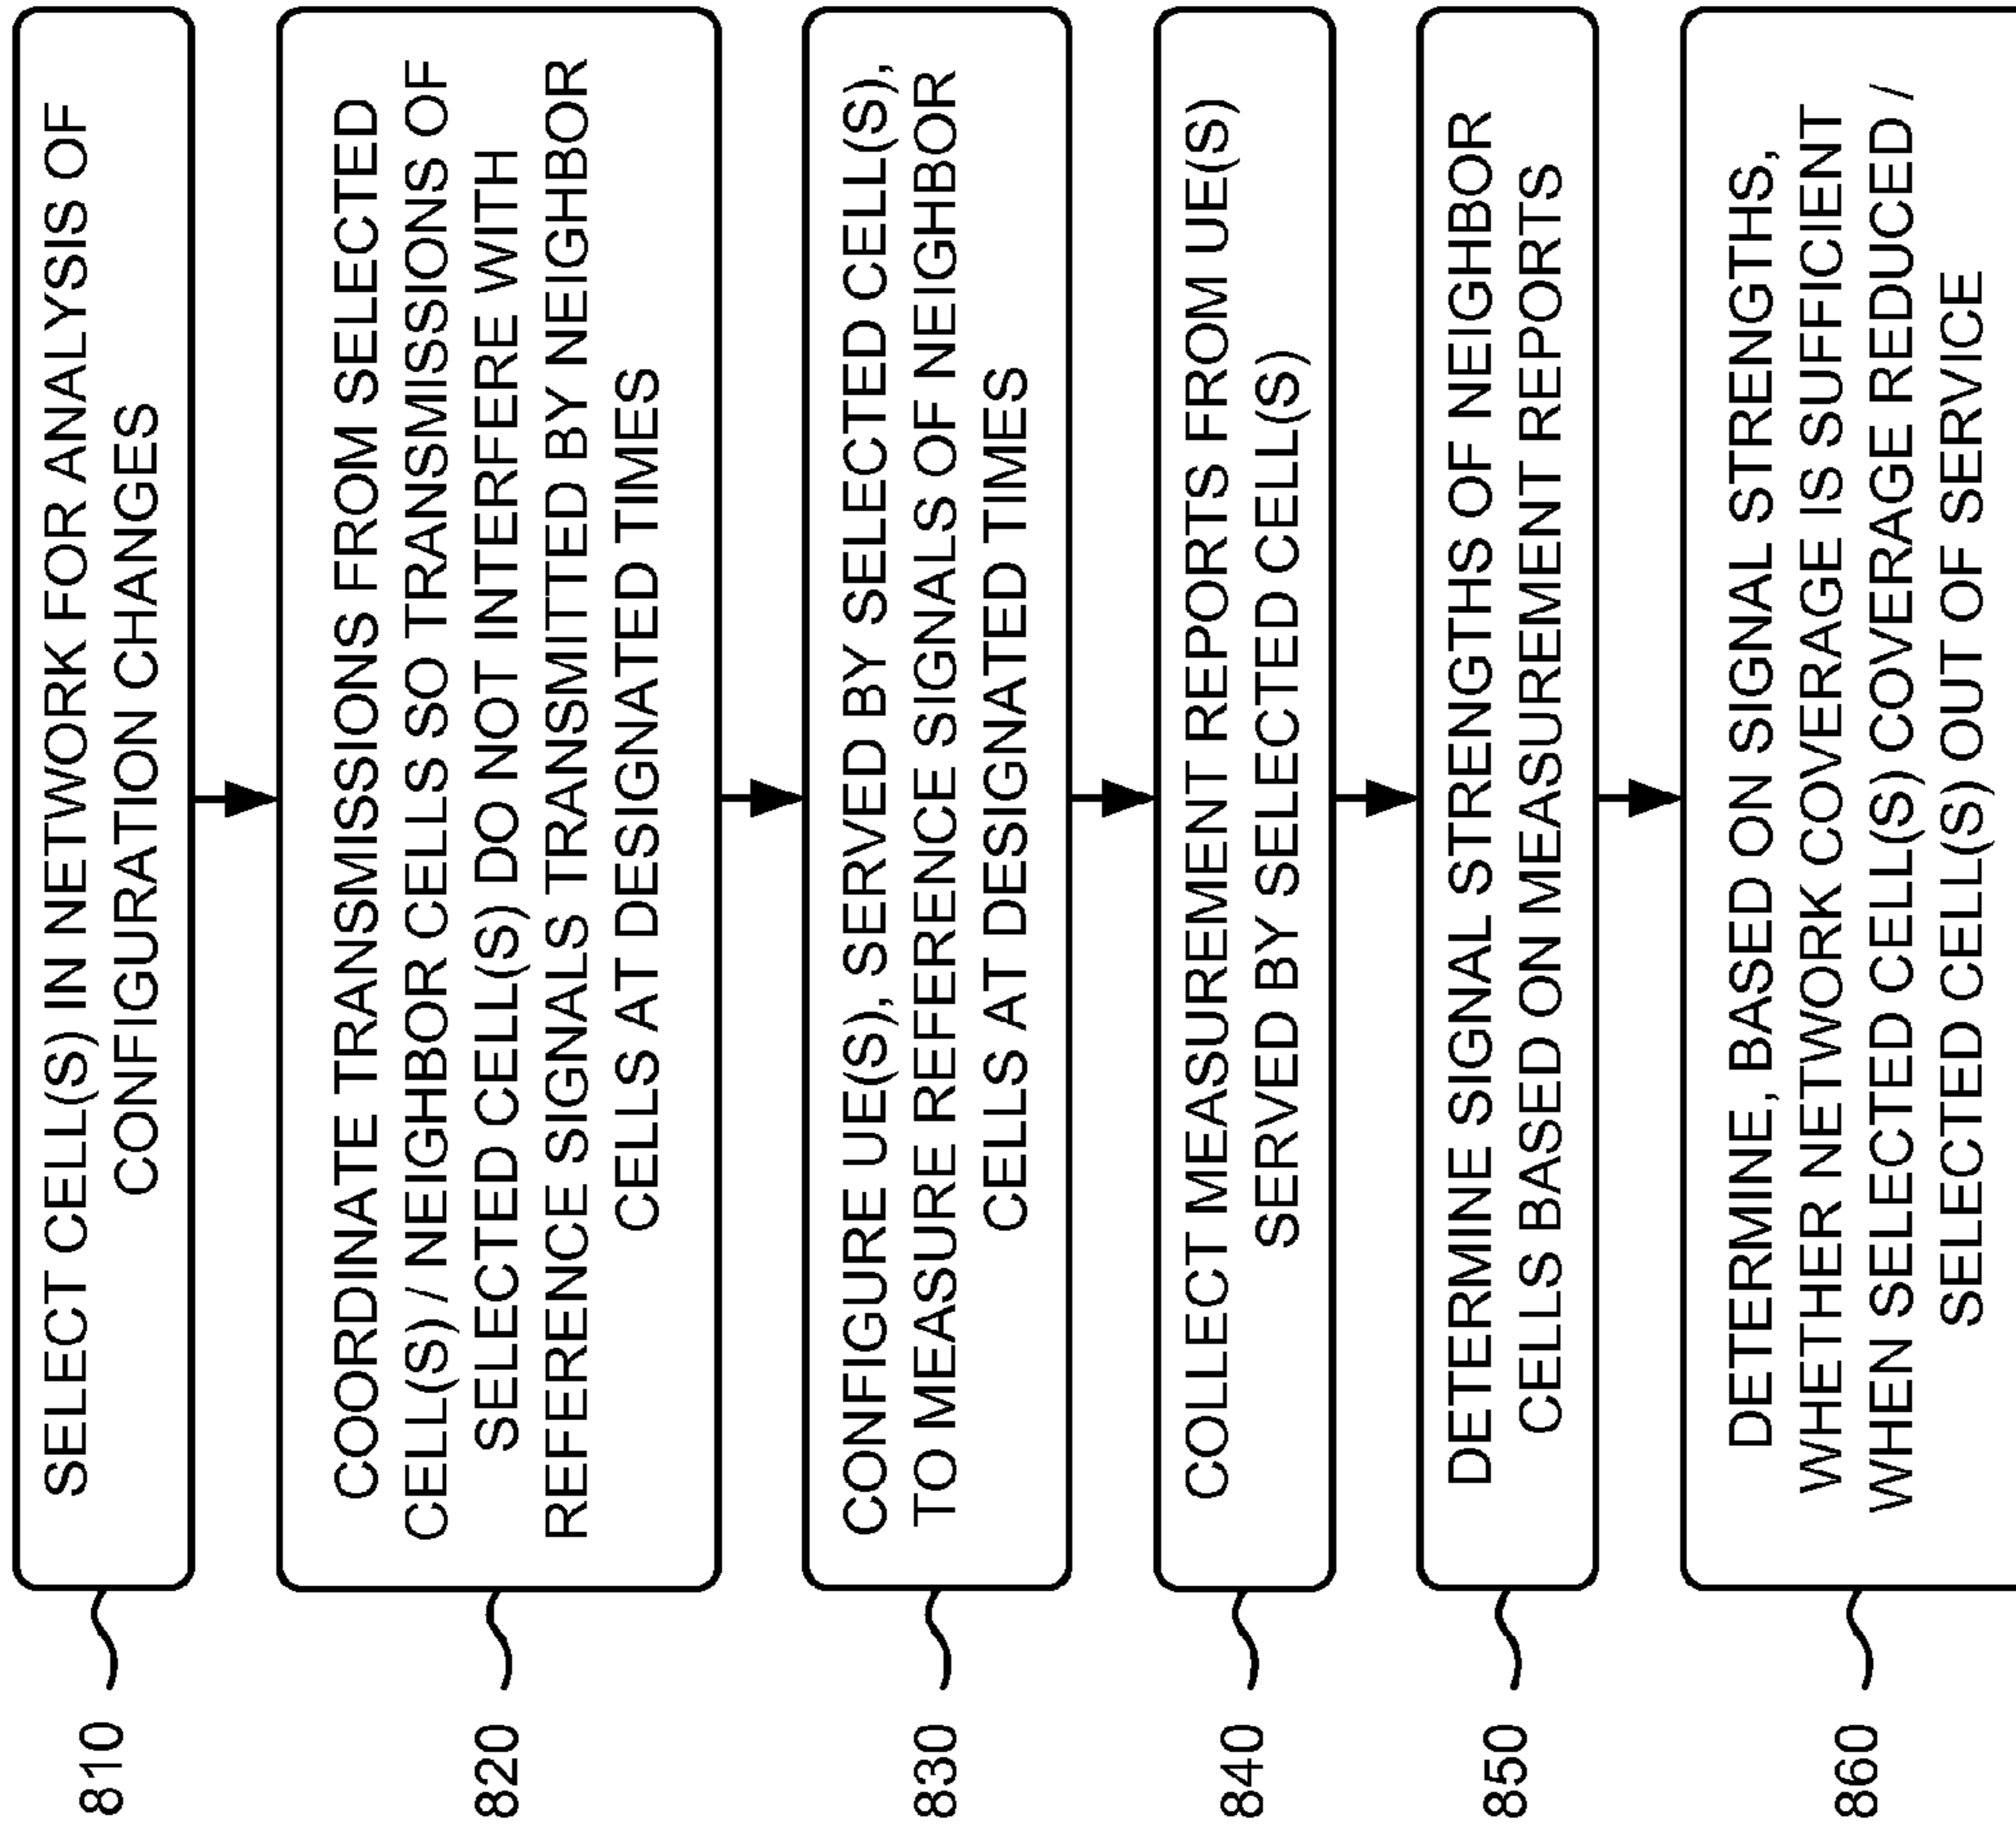 810
SELECT CELL(S) IN NETWORK FOR ANALYSIS OF
CONFIGURATION CHANGES
820
COORDINATE TRANSMISSIONS FROM SELECTED
CELL(S) / NEIGHBOR CELLS SO TRANSMISSIONS OF
SELECTED CELL(S) DO NOT INTERFERE WITH
REFERENCE SIGNALS TRANSMITTED BY NEIGHBOR
CELLS AT DESIGNATED TIMES
830
CONFIGURE UE(S), SERVED BY SELECTED CELL(S),
TO MEASURE REFERENCE SIGNALS OF NEIGHBOR
CELLS AT DESIGNATED TIMES
840
COLLECT MEASUREMENT REPORTS FROM UE(S)
SERVED BY SELECTED CELL(S)
850
DETERMINE SIGNAL STRENGTHS OF NEIGHBOR
CELLS BASED ON MEASUREMENT REPORTS
860
DETERMINE, BASED ON SIGNAL STRENGTHS,
WHETHER NETWORK COVERAGE IS SUFFICIENT
WHEN SELECTED CELL(S) COVERAGE REDUCED /
SELECTED CELL(S) OUT OF SERVICE